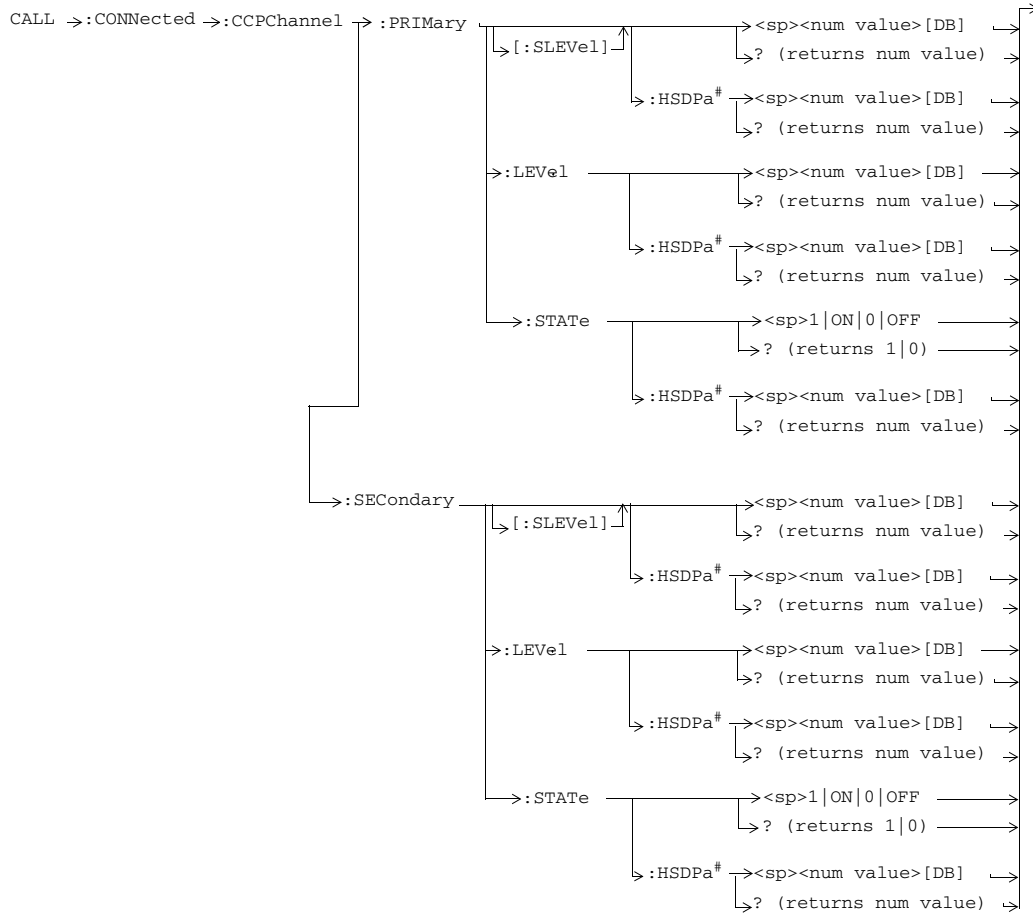 CALL :CONNected :CCPChannel :PRIMary <sp><num value>[DB]
[:SLEVel] ? (returns num value)
:HSDPa# <sp><num value>[DB]
? (returns num value)
:LEVel <sp><num value>[DB]
? (returns num value)
:HSDPa# <sp><num value>[DB]
? (returns num value)
:STATe <sp>1|ON|0|OFF
? (returns 1|0)
:HSDPa# <sp><num value>[DB]
? (returns num value)
:SECondary <sp><num value>[DB]
[:SLEVel] ? (returns num value)
:HSDPa# <sp><num value>[DB]
? (returns num value)
:LEVel <sp><num value>[DB]
? (returns num value)
:HSDPa# <sp><num value>[DB]
? (returns num value)
:STATe <sp>1|ON|0|OFF
? (returns 1|0)
:HSDPa# <sp><num value>[DB]
? (returns num value)